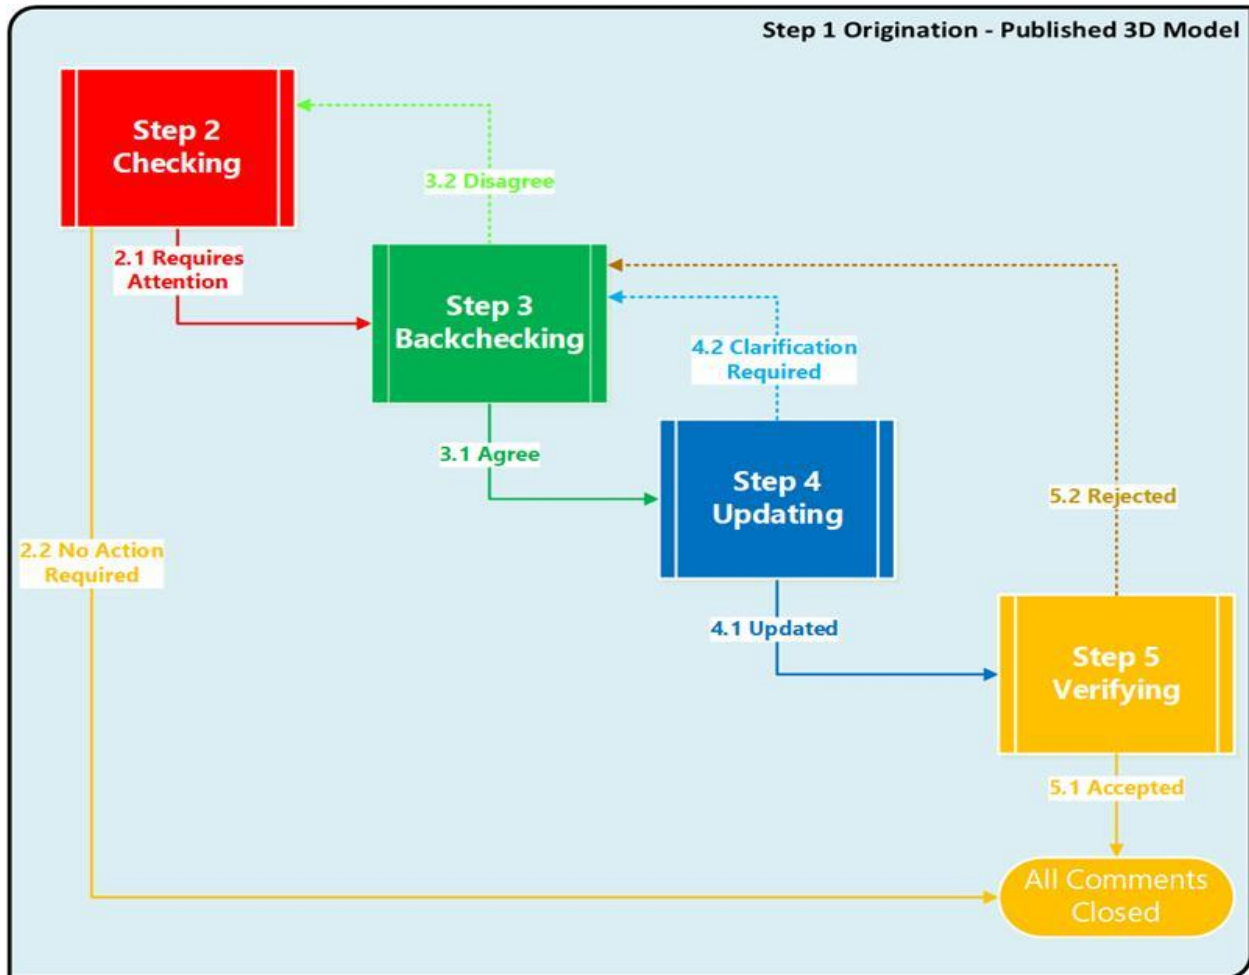 Step 1 Origination - Published 3D Model
Step 2
Checking
3.2 Disagree
2.1 Requires
Attention
Step 3
Backchecking
4.2 Clarification
Required
3.1 Agree
Step 4
Updating
5.2 Rejected
2.2 No Action
Required
4.1 Updated
Step 5
Verifying
5.1 Accepted
All Comments
Closed